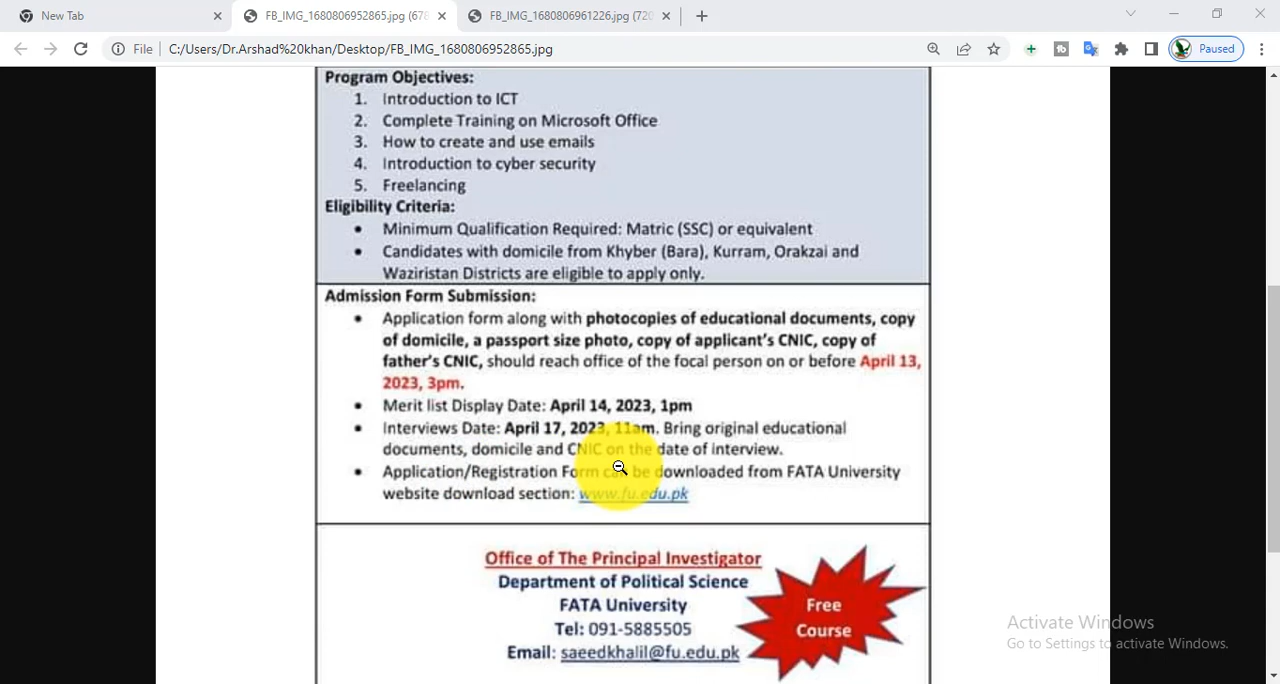 New Tab
FB_IMG_1680806952865.jpg (678
FB_IMG_1680806961226.jpg (720
File
C:/Users/Dr.Arshad%20khan/Desktop/FB_IMG_1680806952865.jpg
Paused
Program Objectives:
1. Introduction to ICT
2. Complete Training on Microsoft Office
3. How to create and use emails
4. Introduction to cyber security
5. Freelancing
Eligibility Criteria:
• Minimum Qualification Required: Matric (SSC) or equivalent
• Candidates with domicile from Khyber (Bara), Kurram, Orakzai and
Waziristan Districts are eligible to apply only.
Admission Form Submission:
• Application form along with photocopies of educational documents, copy
of domicile, a passport size photo, copy of applicant's CNIC, copy of
father's CNIC, should reach office of the focal person on or before April 13,
2023, 3pm.
• Merit list Display Date: April 14, 2023, 1pm
• Interviews Date: April 17, 2023, 11am. Bring original educational
documents, domicile and CNIC on the date of interview.
• Application/Registration Form can be downloaded from FATA University
website download section: www.fu.edu.pk
Office of The Principal Investigator
Department of Political Science
FATA University
Tel: 091-5885505
Email: saeedkhalil@fu.edu.pk
Free
Course
Activate Windows
Go to Settings to activate Windows.